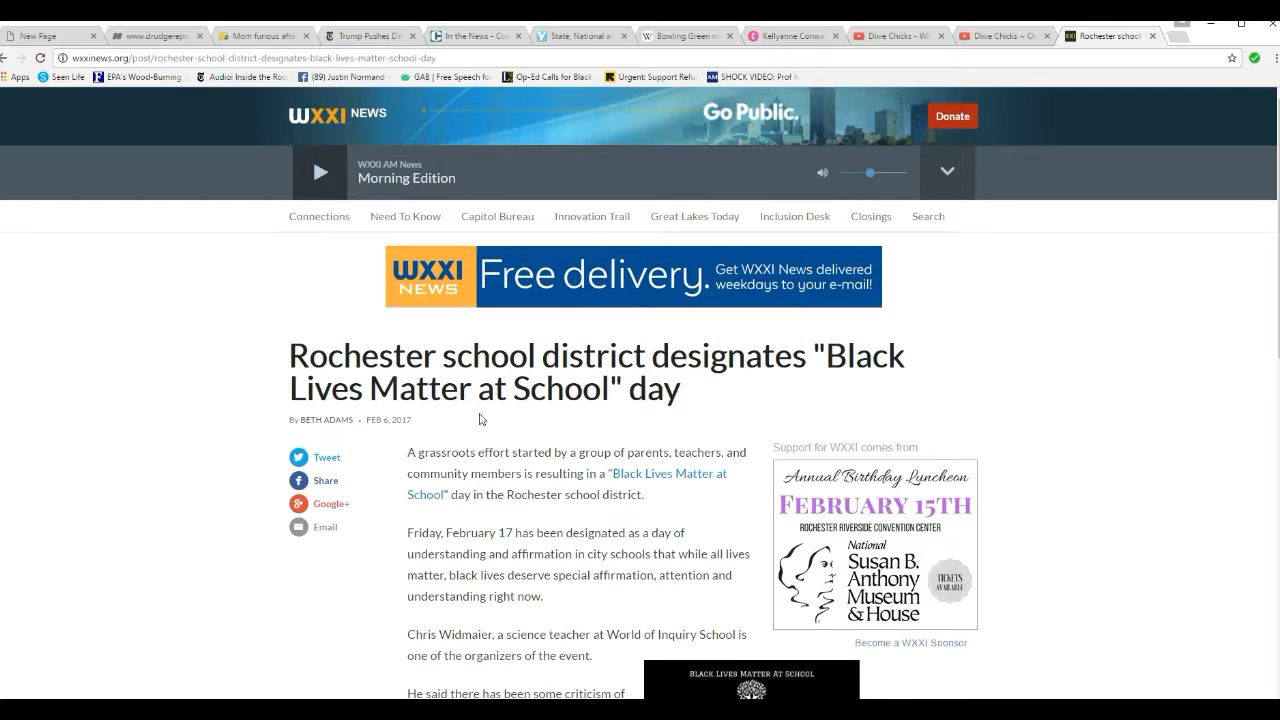 New Page
www.drudgerepo
Mom furious afte
Trump Pushes Da
In the News - Cow
State, National an
Bowling Green m
Kellyanne Conwa
Dixie Chicks ~ Wh
Dixie Chicks ~ G
Rochester school
wxxinews.org/post/rochester-school-district-designates-black-lives-matter-school-day
Apps
Seen Life
EPA's Wood-Burning
Audio: Inside the Roo
(89) Justin Normand -
GAB | Free Speech for
Op-Ed Calls for Black
Urgent: Support Refu
SHOCK VIDEO: Prof H
WXXI NEWS
Go Public.
Donate
WXXI AM News
Morning Edition
Connections
Need To Know
Capitol Bureau
Innovation Trail
Great Lakes Today
Inclusion Desk
Closings
Search
WXXI NEWS
Free delivery.
Get WXXI News delivered
weekdays to your e-mail!
Rochester school district designates "Black
Lives Matter at School" day
By BETH ADAMS • FEB 6, 2017
Tweet
Share
Google+
Email
A grassroots effort started by a group of parents, teachers, and
community members is resulting in a "Black Lives Matter at
School" day in the Rochester school district.
Friday, February 17 has been designated as a day of
understanding and affirmation in city schools that while all lives
matter, black lives deserve special affirmation, attention and
understanding right now.
Chris Widmaier, a science teacher at World of Inquiry School is
one of the organizers of the event.
He said there has been some criticism of
BLACK LIVES MATTER AT SCHOOL
Support for WXXI comes from
Annual Birthday Luncheon
FEBRUARY 15TH
ROCHESTER RIVERSIDE CONVENTION CENTER
National
Susan B.
Anthony
Museum
& House
TICKETS
AVAILABLE
Become a WXXI Sponsor